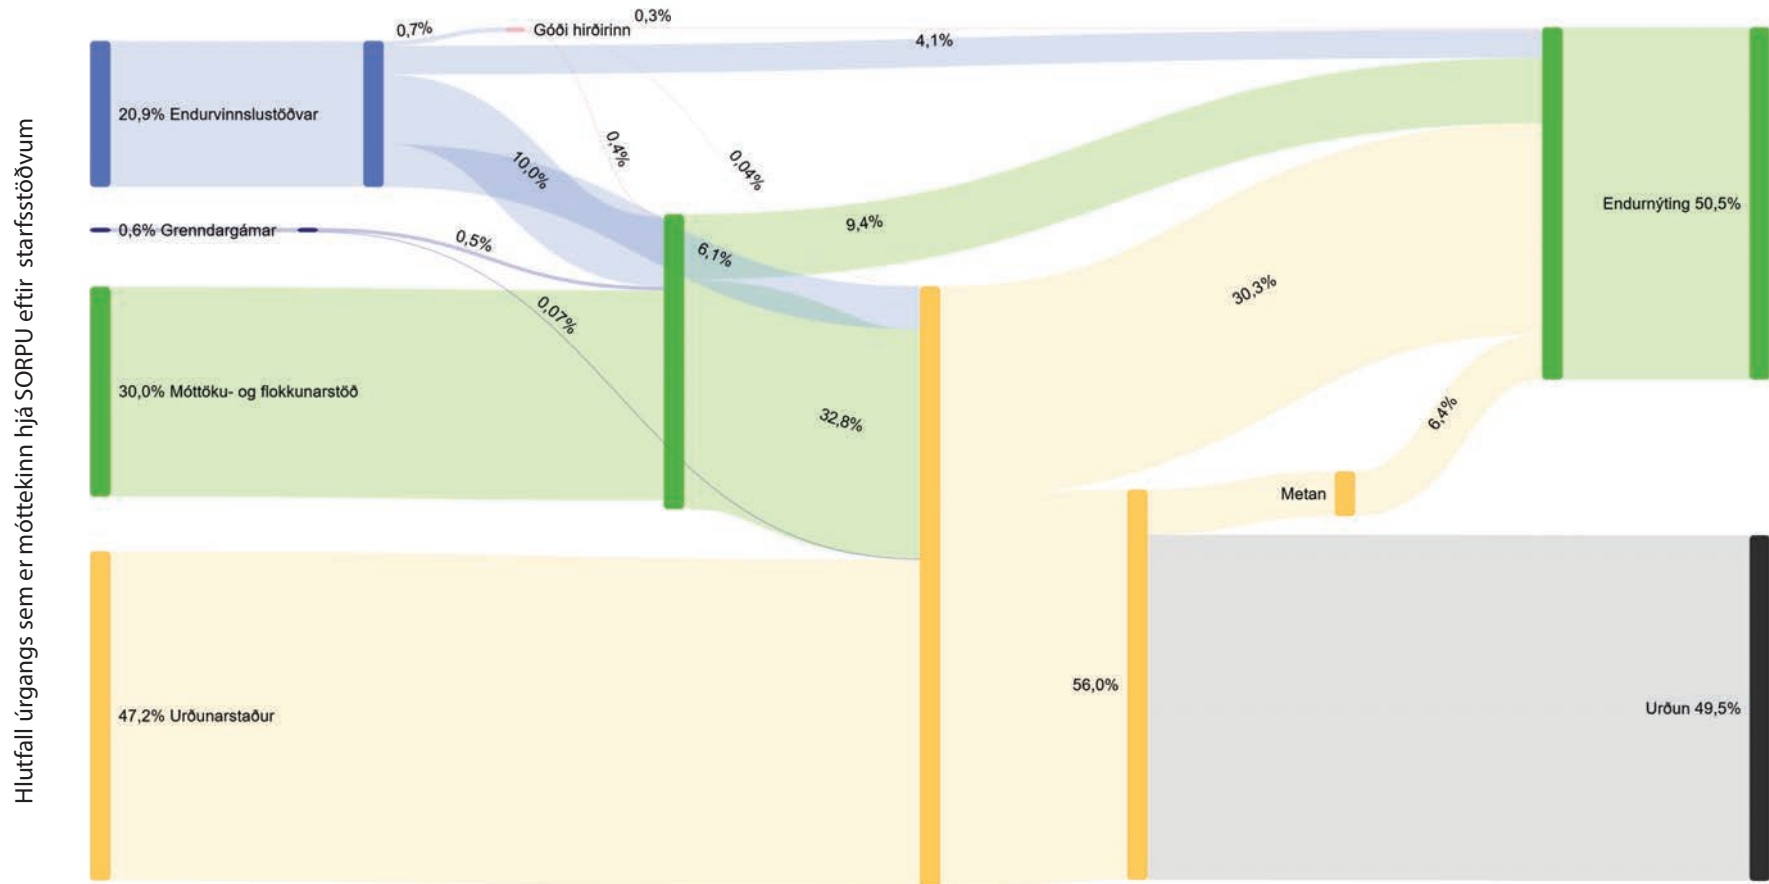 Hlutfall úrgangs sem er móttekinn hjá SORPU eftir starfsstöðvum
0,7%
Góði hirðirinn
0,3%
4,1%
20,9% Endurvinnslustöðvar
10,0%
0,4%
0,04%
0,6% Grenndargámar
0,5%
0,07%
6,1%
9,4%
Endurnýting 50,5%
30,3%
30,0% Móttöku- og flokkunarstöð
32,8%
6,4%
Metan
47,2% Urðunarstaður
56,0%
Urðun 49,5%